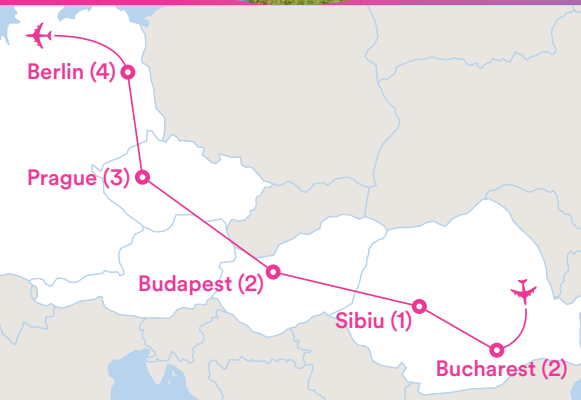 Berlin (4)
Prague (3)
Budapest (2)
Sibiu (1)
Bucharest (2)